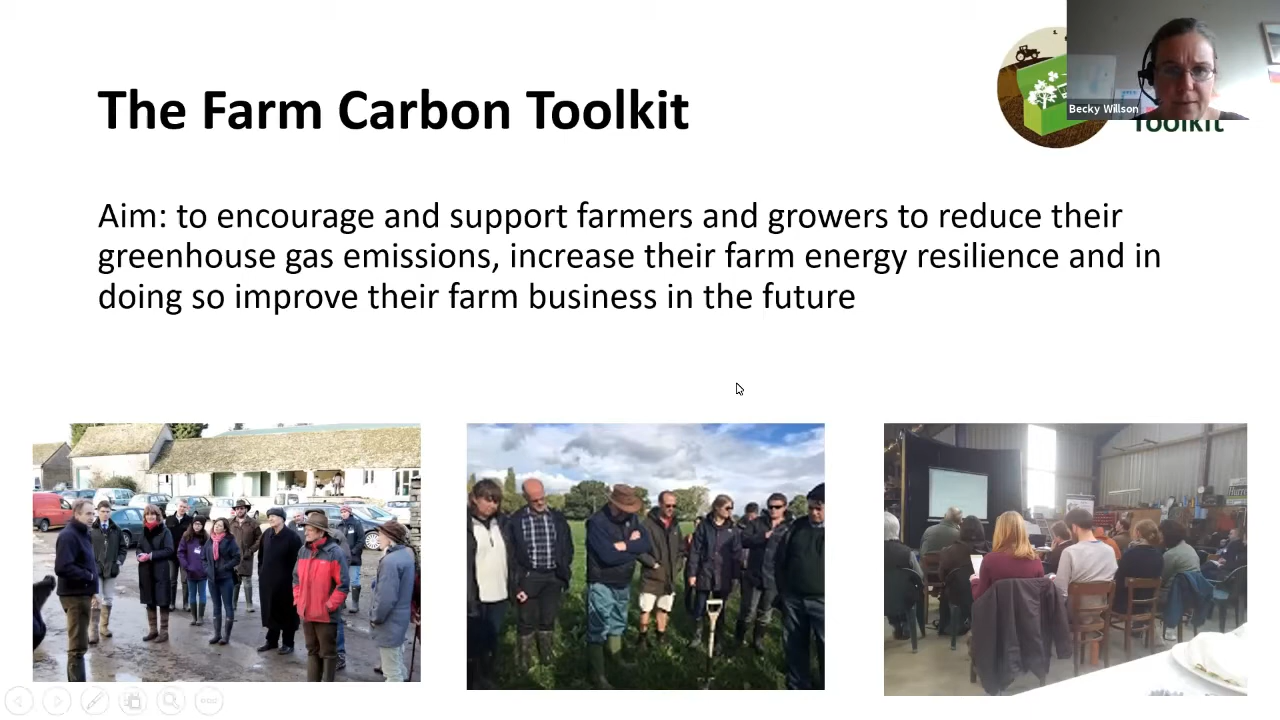 The Farm Carbon Toolkit
Becky Willson
Toolkit
Aim: to encourage and support farmers and growers to reduce their
greenhouse gas emissions, increase their farm energy resilience and in
doing so improve their farm business in the future